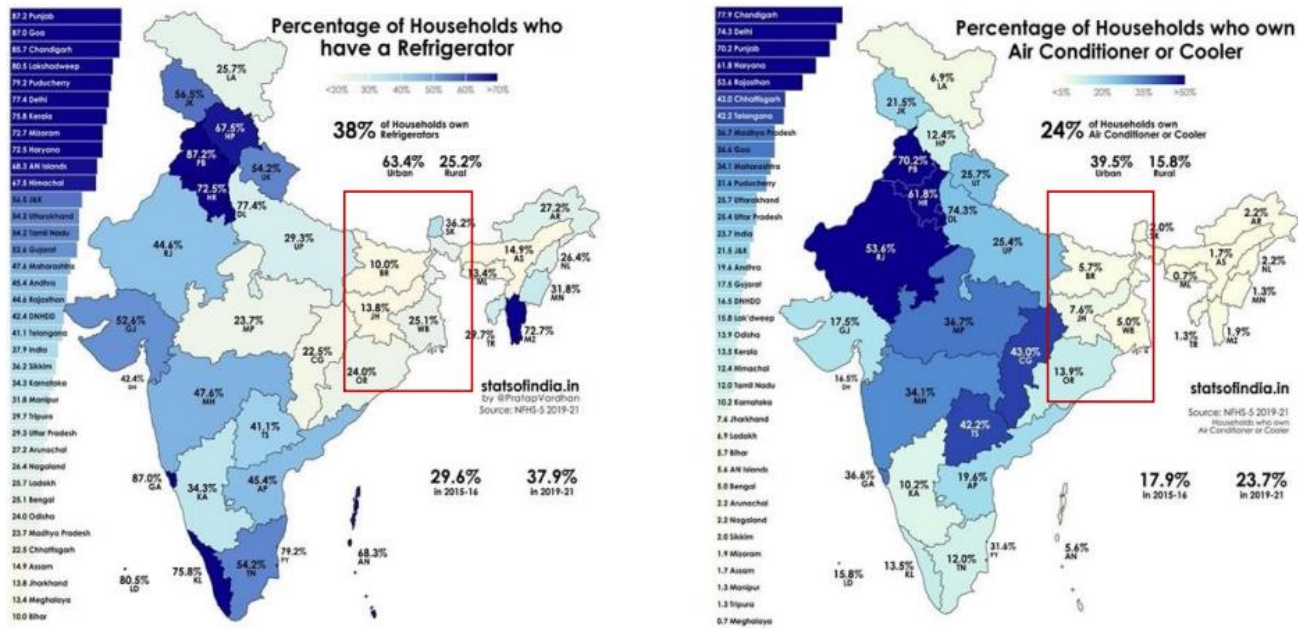 87.2 Punjab
87.0 Goa
85.7 Chandigarh
80.5 Lakshadweep
79.2 Puducherry
77.4 Delhi
75.8 Kerala
72.7 Mizoram
72.5 Haryana
68.3 AN Islands
67.5 Himachal
56.5 J&K
54.2 Uttarakhand
54.2 Tamil Nadu
52.6 Gujarat
47.6 Maharashtra
45.4 Andhra
44.6 Rajasthan
42.4 DNHDD
41.1 Telangana
37.9 India
36.2 Sikkim
34.3 Karnataka
31.8 Manipur
29.7 Tripura
29.3 Uttar Pradesh
27.2 Arunachal
26.4 Nagaland
25.7 Ladakh
25.1 Bengal
24.0 Odisha
23.7 Madhya Pradesh
22.5 Chhattisgarh
14.9 Assam
13.8 Jharkhand
13.4 Meghalaya
10.0 Bihar
Percentage of Households who
have a Refrigerator
<20% 30% 40% 50% 60% >70%
38% of Households own
Refrigerators
63.4% 25.2%
Urban Rural
25.7%
LA
56.5%
JK
67.5%
HP
87.2%
PB
54.2%
UK
72.5%
HR
77.4%
DL
44.6%
RJ
29.3%
UP
36.2%
SK
27.2%
AR
14.9%
AS
26.4%
NL
10.0%
BR
13.4%
ML
31.8%
MN
13.8%
JH
25.1%
WB
29.7%
TR
72.7%
MZ
52.6%
GJ
23.7%
MP
22.5%
CG
24.0%
OR
42.4%
DH
47.6%
MH
41.1%
TS
87.0%
GA
34.3%
KA
45.4%
AP
79.2%
PY
68.3%
AN
80.5%
LD
75.8%
KL
54.2%
TN
statsofindia.in
by @PratapVardhan
Source: NFHS-5 2019-21
29.6% 37.9%
in 2015-16 in 2019-21
77.9 Chandigarh
74.3 Delhi
70.2 Punjab
61.8 Haryana
53.6 Rajasthan
43.0 Chhattisgarh
42.2 Telangana
36.7 Madhya Pradesh
36.6 Goa
34.1 Maharashtra
31.6 Puducherry
25.7 Uttarakhand
25.4 Uttar Pradesh
23.7 India
21.5 J&K
19.6 Andhra
17.5 Gujarat
16.5 DNHDD
15.8 Lak'dweep
13.9 Odisha
13.5 Kerala
12.4 Himachal
12.0 Tamil Nadu
10.2 Karnataka
7.6 Jharkhand
6.9 Ladakh
5.7 Bihar
5.6 AN Islands
5.0 Bengal
2.2 Arunachal
2.2 Nagaland
2.0 Sikkim
1.9 Mizoram
1.7 Assam
1.3 Manipur
1.3 Tripura
0.7 Meghalaya
Percentage of Households who own
Air Conditioner or Cooler
<5% 20% 35% >50%
24% of Households own
Air Conditioner or Cooler
39.5% 15.8%
Urban Rural
6.9%
LA
21.5%
JK
12.4%
HP
70.2%
PB
25.7%
UT
61.8%
HR
74.3%
DL
53.6%
RJ
25.4%
UP
2.0%
SK
2.2%
AR
1.7%
AS
2.2%
NL
5.7%
BR
0.7%
ML
1.3%
MN
7.6%
JH
5.0%
WB
1.3%
TR
1.9%
MZ
17.5%
GJ
36.7%
MP
43.0%
CG
13.9%
OR
16.5%
DH
34.1%
MH
42.2%
TS
36.6%
GA
10.2%
KA
19.6%
AP
31.6%
PY
5.6%
AN
15.8%
LD
13.5%
KL
12.0%
TN
statsofindia.in
Source: NFHS-5 2019-21
Households who own
Air Conditioner or Cooler
17.9% 23.7%
in 2015-16 in 2019-21